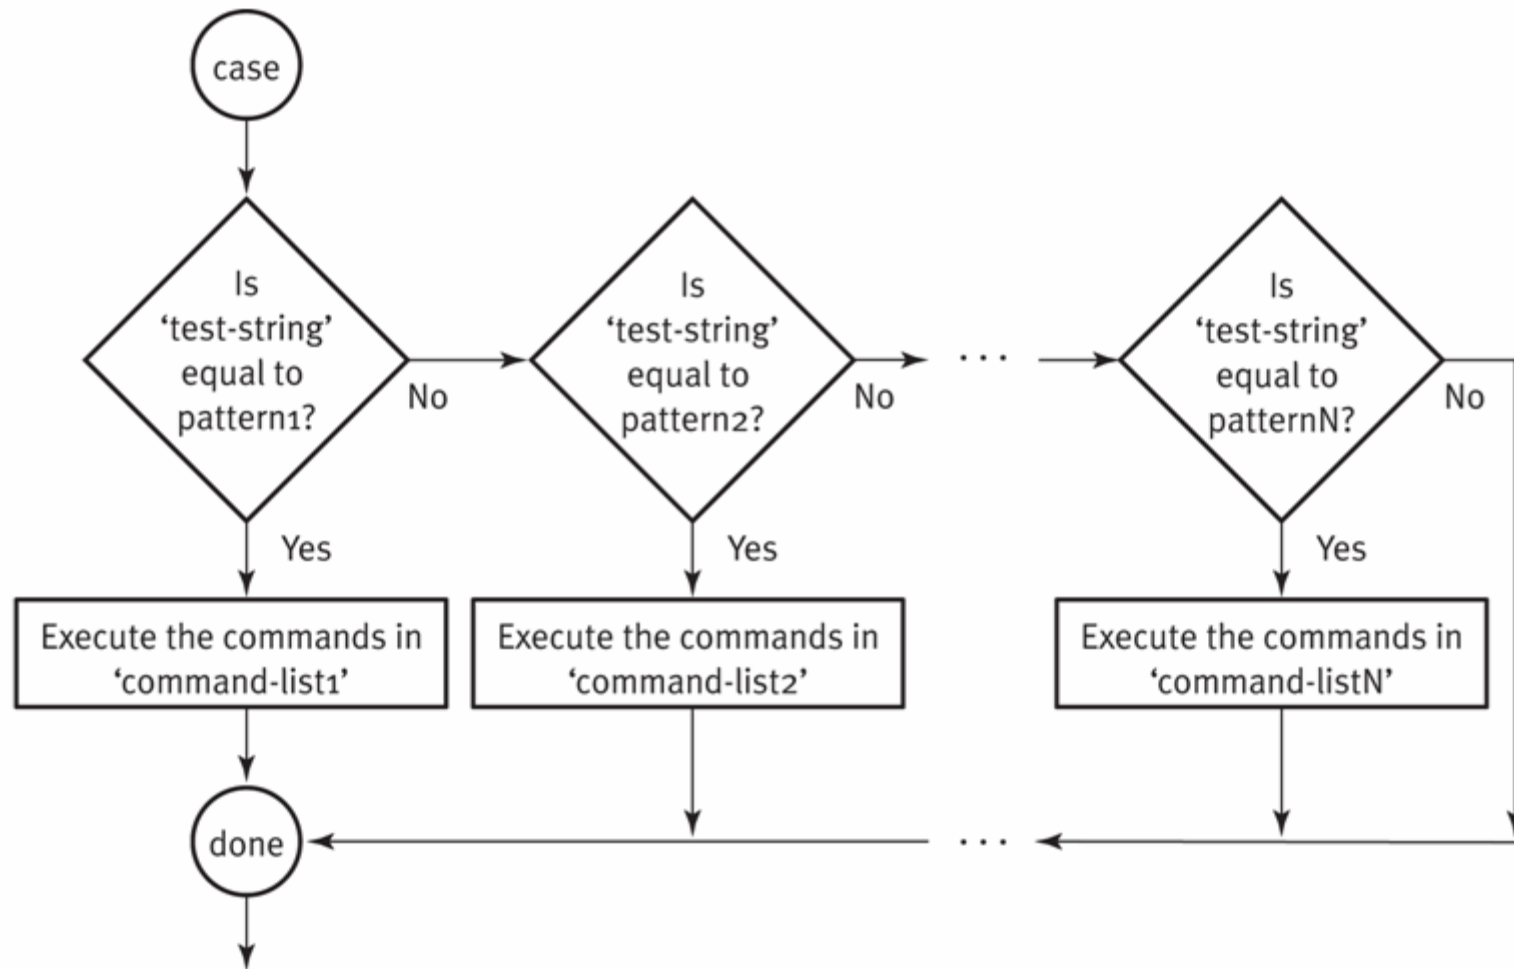 case
Is
‘test-string’
equal to
pattern1?
No
Yes
Is
‘test-string’
equal to
pattern2?
No
Yes
. . .
Is
‘test-string’
equal to
patternN?
No
Yes
Execute the commands in
‘command-list1’
Execute the commands in
‘command-list2’
Execute the commands in
‘command-listN’
done
. . .